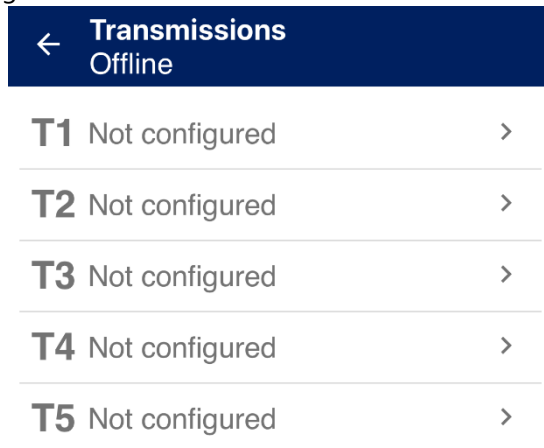 Transmissions
Offline
T1 Not configured
T2 Not configured
T3 Not configured
T4 Not configured
T5 Not configured